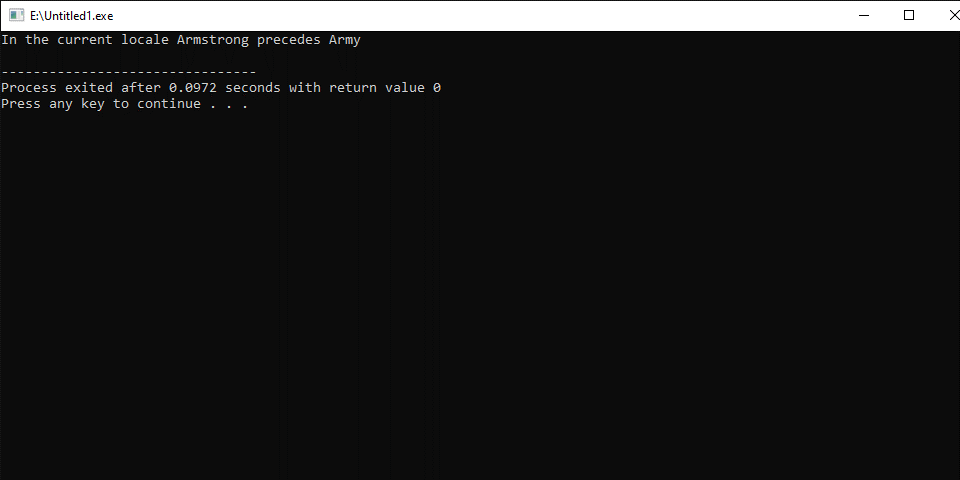 E:\Untitled1.exe
In the current locale Armstrong precedes Army
--------------------------------
Process exited after 0.0972 seconds with return value 0
Press any key to continue . . .